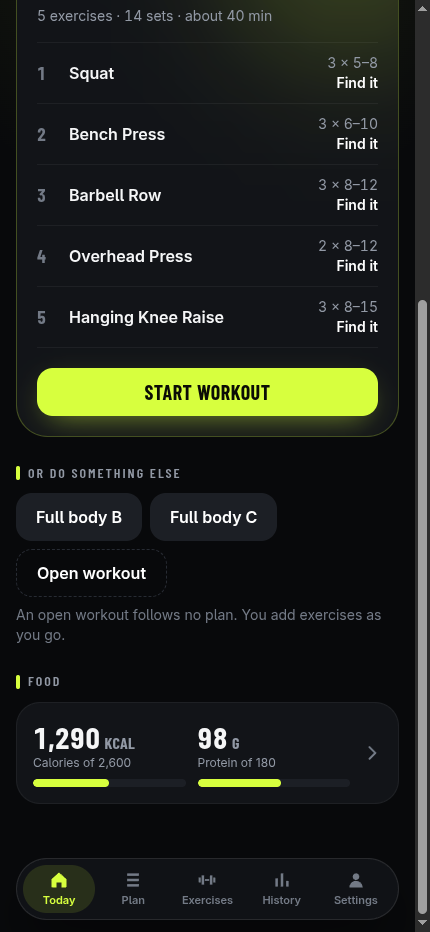 5 exercises · 14 sets · about 40 min
1 Squat 3 × 5–8
Find it
2 Bench Press 3 × 6–10
Find it
3 Barbell Row 3 × 8–12
Find it
4 Overhead Press 2 × 8–12
Find it
5 Hanging Knee Raise 3 × 8–15
Find it
START WORKOUT
OR DO SOMETHING ELSE
Full body B Full body C
Open workout
An open workout follows no plan. You add exercises as
you go.
FOOD
1,290 KCAL 98 G
Calories of 2,600 Protein of 180
Today Plan Exercises History Settings